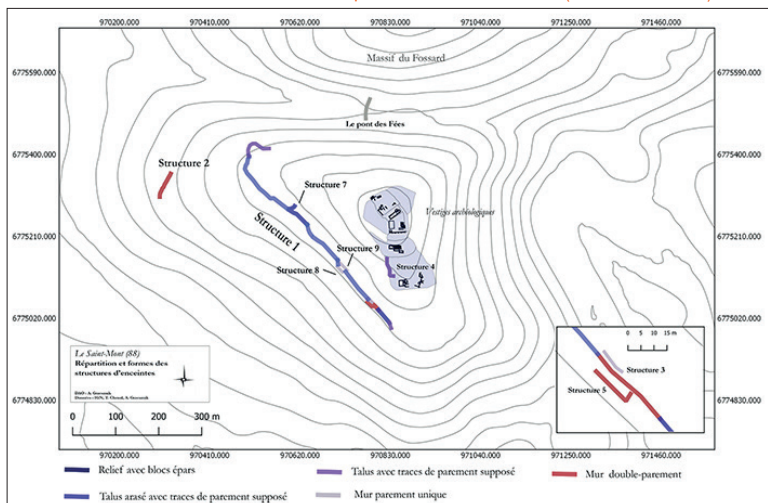 970200.000 970410.000 970620.000 970830.000 971040.000 971250.000 971460.000
Massif du Fossard
6775590.000 6775590.000
Le pont des Fées
6775400.000 6775400.000
Structure 2
Structure 7
Vestiges archéologiques
6775210.000 6775210.000
Structure 1
Structure 9
Structure 8
Structure 4
6775020.000 6775020.000
0 5 10 15 m
Le Saint-Mont (88)
Répartition et formes des
structures d'enceintes
Structure 3
Structure 5
6774830.000 6774830.000
0 100 200 300 m
970200.000 970410.000 970620.000 970830.000 971040.000 971250.000 971460.000
Relief avec blocs épars
Talus avec traces de parement supposé
Mur double-parement
Talus arasé avec traces de parement supposé
Mur parement unique